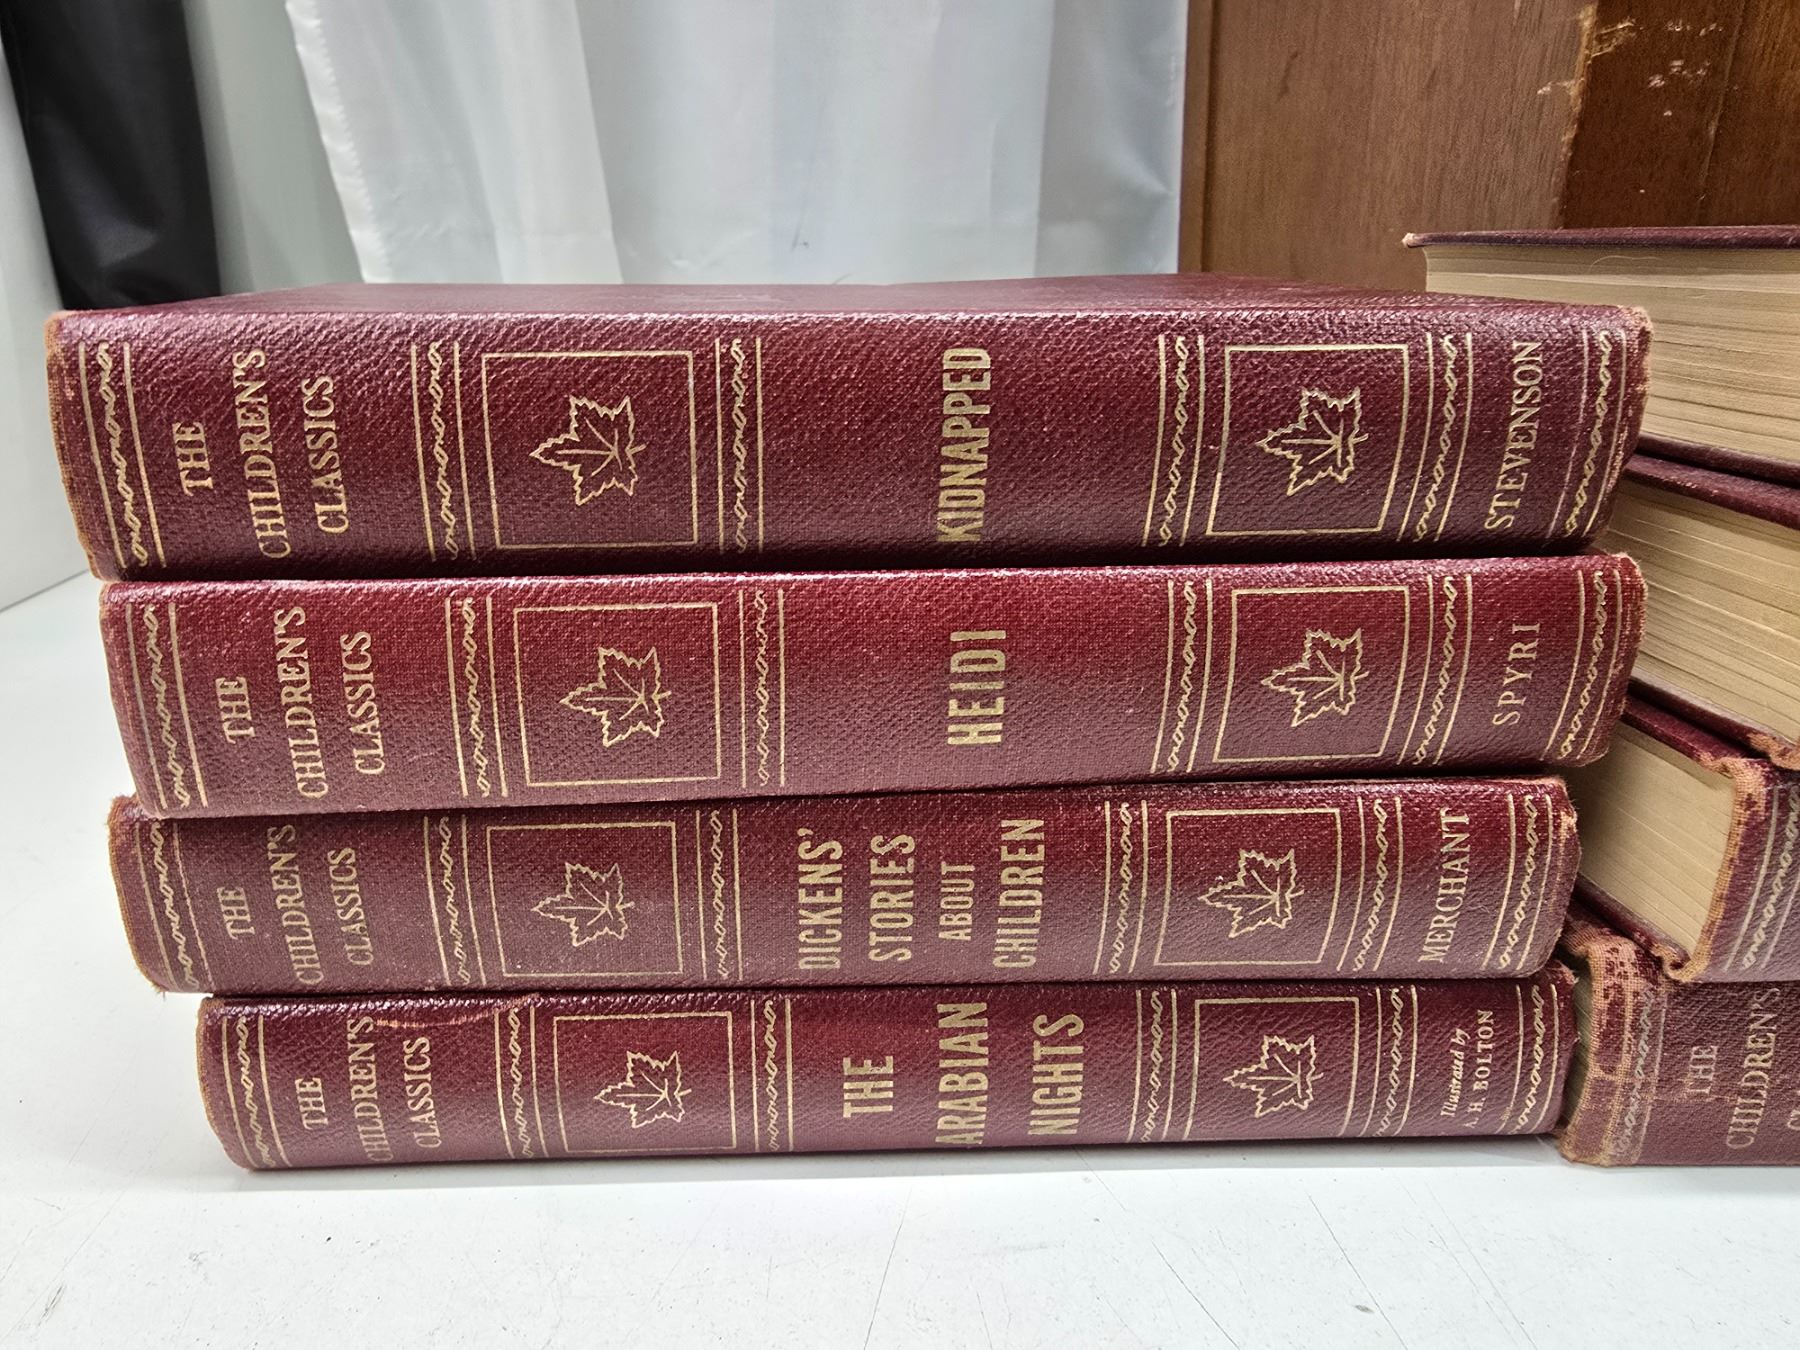 THE
CHILDREN'S
CLASSICS
KIDNAPPED
STEVENSON
THE
CHILDREN'S
CLASSICS
HEIDI
SPYRI
THE
CHILDREN'S
CLASSICS
DICKENS'
STORIES
ABOUT
CHILDREN
MERCHANT
THE
CHILDREN'S
CLASSICS
THE
ARABIAN
NIGHTS
Illustrated by
A. H. BOLTON
THE
CHILDREN'S